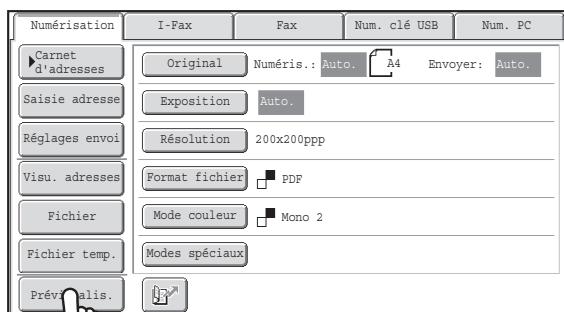 Numérisation
I-Fax
Fax
Num. clé USB
Num. PC
Carnet
d'adresses
Original
Numéris.: Auto. A4 Envoyer: Auto.
Saisie adresse
Exposition
Auto.
Réglages envoi
Résolution
200x200ppp
Visu. adresses
Format fichier
PDF
Fichier
Mode couleur
Mono 2
Fichier temp.
Modes spéciaux